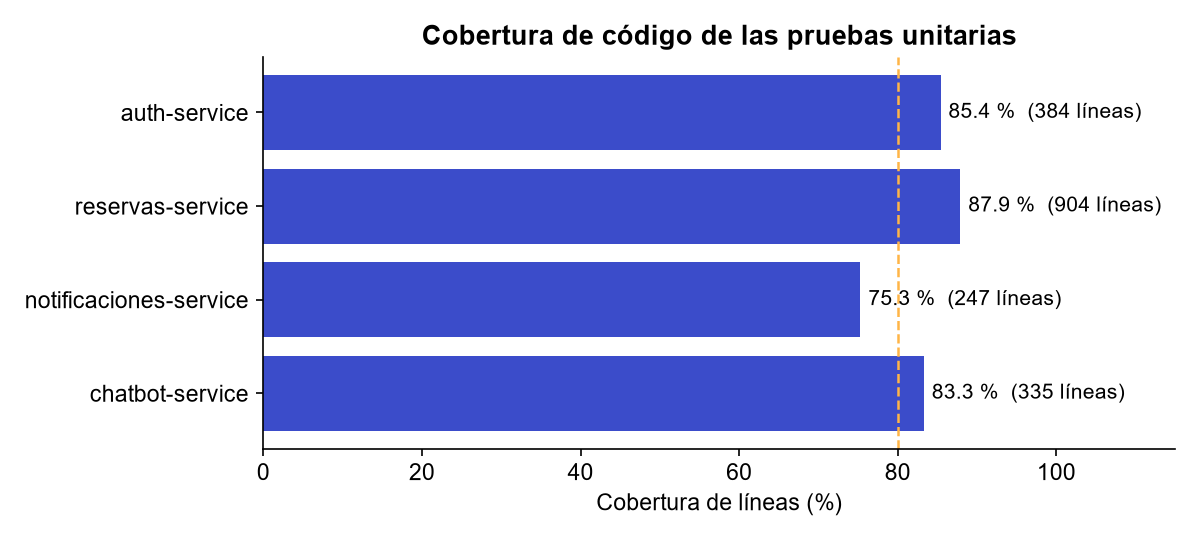 Cobertura de código de las pruebas unitarias
auth-service
85.4 % (384 líneas)
reservas-service
87.9 % (904 líneas)
notificaciones-service
75.3 % (247 líneas)
chatbot-service
83.3 % (335 líneas)
0 20 40 60 80 100
Cobertura de líneas (%)